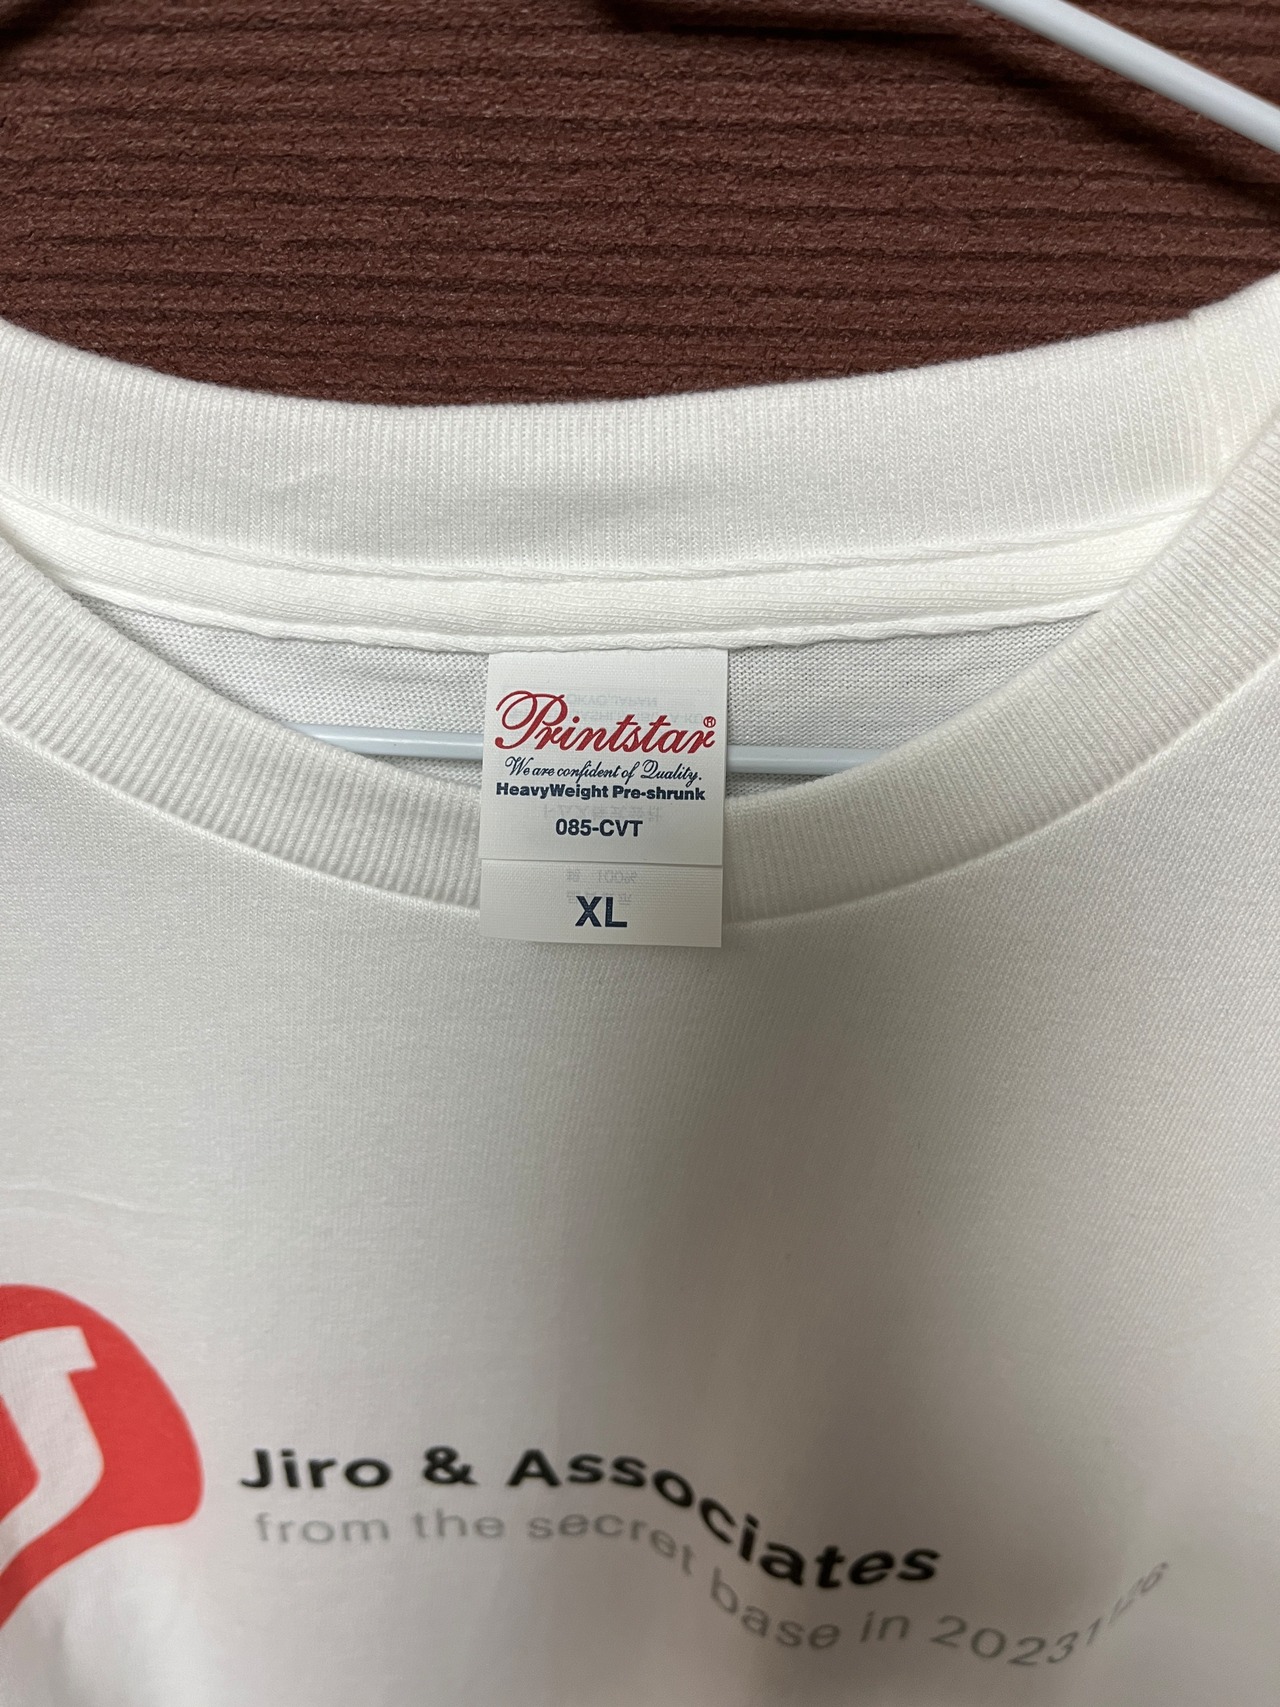 Printstar®
We are confident of Quality.
HeavyWeight Pre-shrunk
085-CVT
XL
Jiro & Associates
from the secret base in 20231126